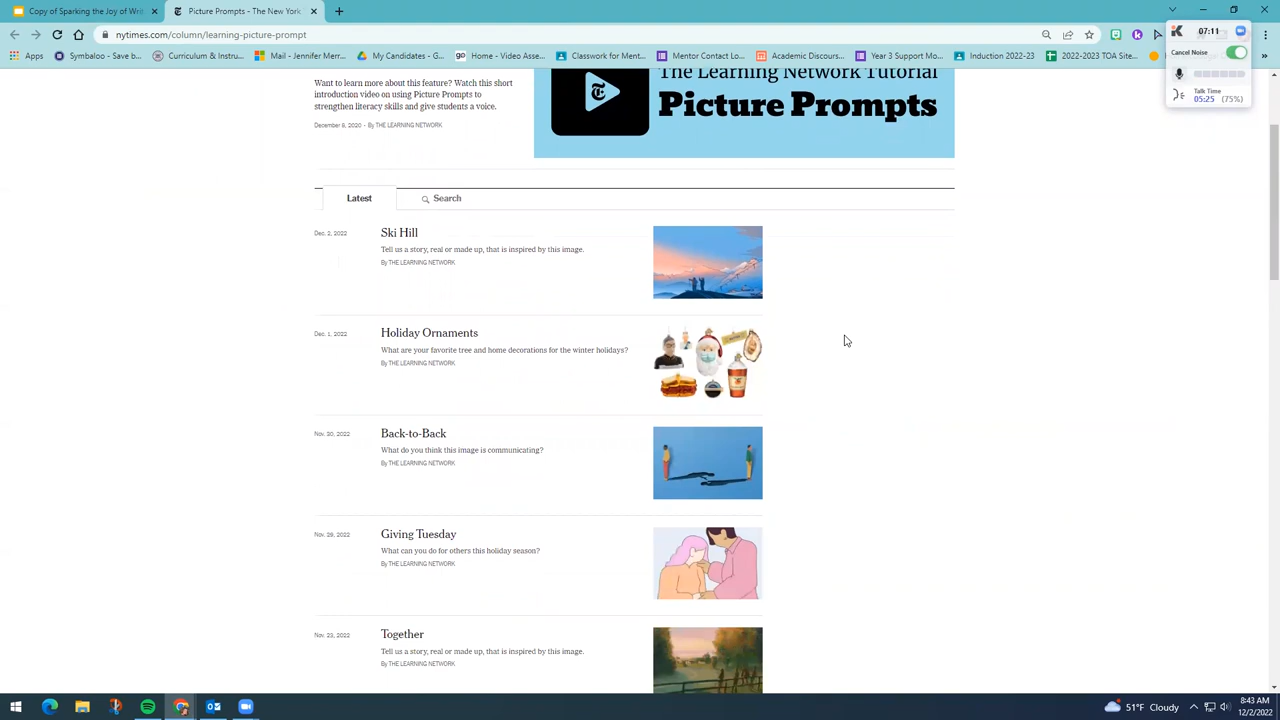 Copy of Sparking the Joy of Wri
Picture Prompts - The New York
nytimes.com/column/learning-picture-prompt
Apps
Symbaloo - Save b...
Curriculum & Instru...
Mail - Jennifer Merr...
My Candidates - G...
Home - Video Asse...
Classwork for Ment...
Mentor Contact Lo...
Academic Discours...
Year 3 Support Mo...
Induction 2022-23
2022-2023 TOA Site...
07:11
Cancel Noise
Talk Time
05:25 (75%)
Want to learn more about this feature? Watch this short
introduction video on using Picture Prompts to
strengthen literacy skills and give students a voice.
December 8, 2020 - By THE LEARNING NETWORK
The Learning Network Tutorial
Picture Prompts
Latest
Search
Dec. 2, 2022
Ski Hill
Tell us a story, real or made up, that is inspired by this image.
By THE LEARNING NETWORK
Dec. 1, 2022
Holiday Ornaments
What are your favorite tree and home decorations for the winter holidays?
By THE LEARNING NETWORK
Nov. 30, 2022
Back-to-Back
What do you think this image is communicating?
By THE LEARNING NETWORK
Nov. 29, 2022
Giving Tuesday
What can you do for others this holiday season?
By THE LEARNING NETWORK
Nov. 23, 2022
Together
Tell us a story, real or made up, that is inspired by this image.
By THE LEARNING NETWORK
51°F Cloudy
8:43 AM
12/2/2022